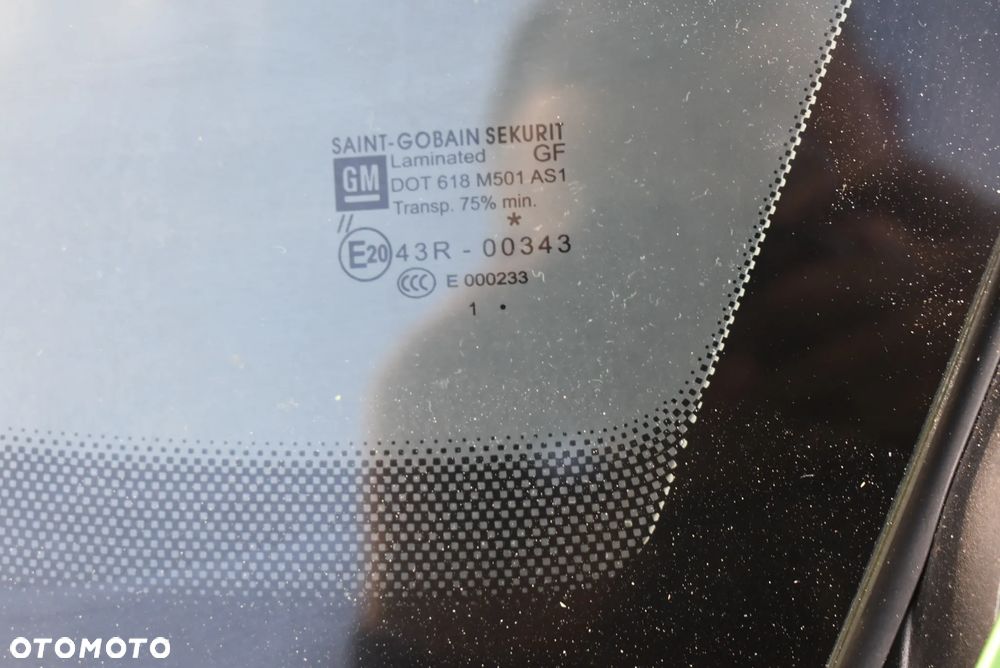 SAINT-GOBAIN SEKURIT
GM Laminated GF
DOT 618 M501 AS1
Transp. 75% min.
// *
E20 43R - 00343
CCC E 000233
1 .
OTOMOTO